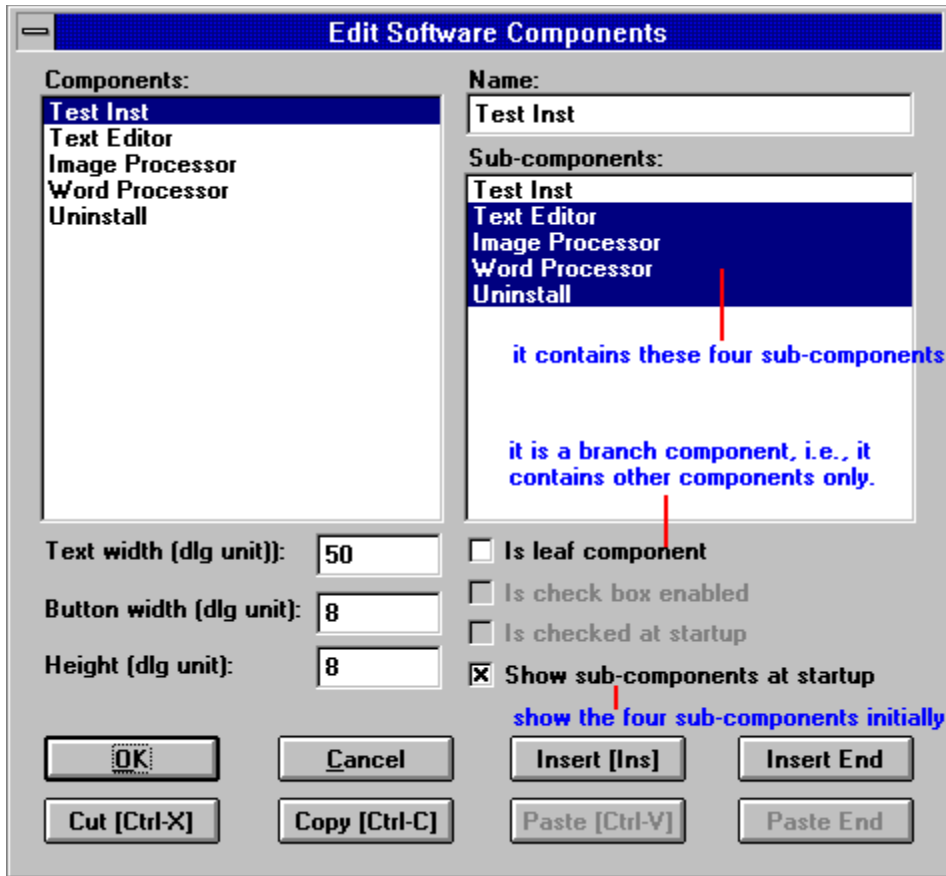 Edit Software Components
Components:
Test Inst
Text Editor
Image Processor
Word Processor
Uninstall
Name:
Test Inst
Sub-components:
Test Inst
Text Editor
Image Processor
Word Processor
Uninstall
it contains these four sub-components
it is a branch component, i.e., it
contains other components only.
Text width (dlg unit)): 50
Button width (dlg unit): 8
Height (dlg unit): 8
Is leaf component
Is check box enabled
Is checked at startup
Show sub-components at startup
show the four sub-components initially
OK
Cancel
Insert [Ins]
Insert End
Cut [Ctrl-X]
Copy [Ctrl-C]
Paste [Ctrl-V]
Paste End